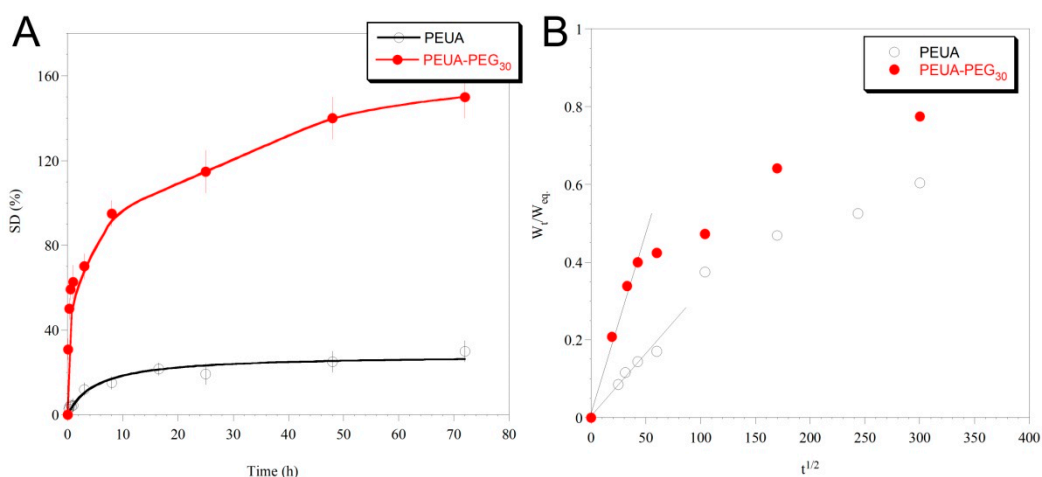 A
PEUA
PEUA-PEG30
SD (%)
160
120
80
40
0
0 10 20 30 40 50 60 70 80
Time (h)
B
PEUA
PEUA-PEG30
Wt/Weq.
1
0.8
0.6
0.4
0.2
0
0 50 100 150 200 250 300 350 400
t1/2